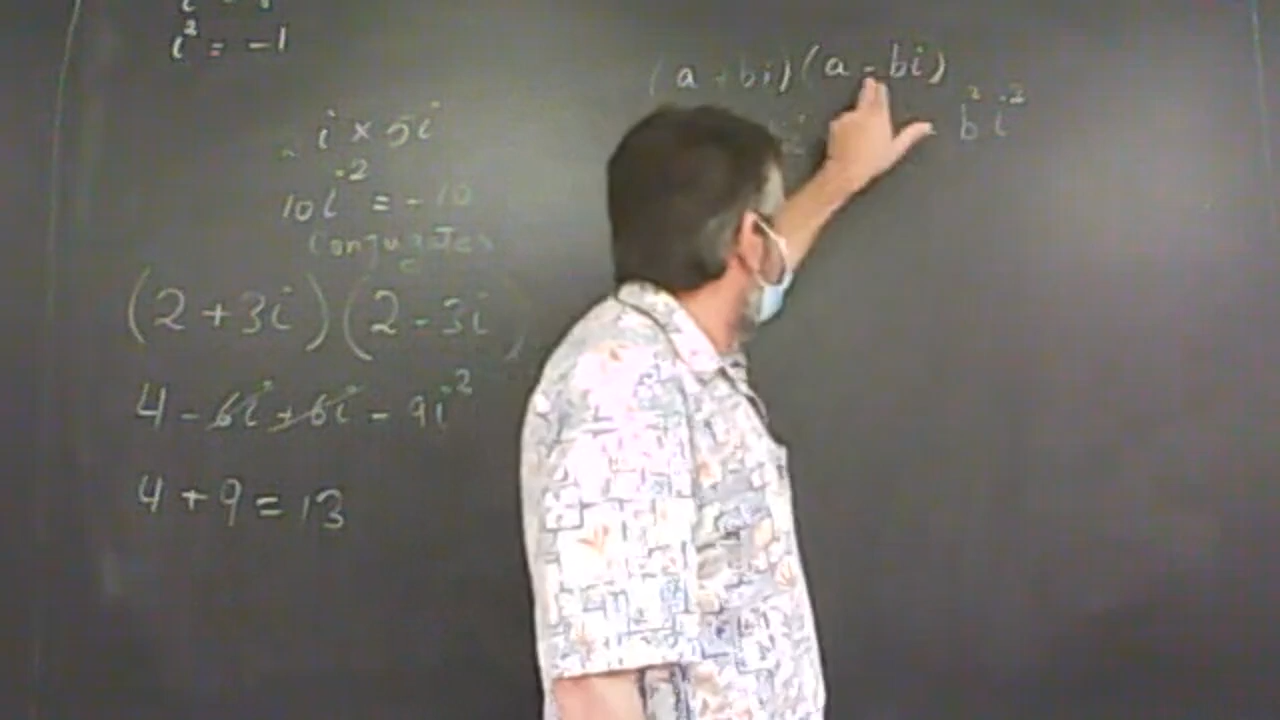 i² = -1
i × 5i
10i² = -10
Conjugates
(2 + 3i)(2 - 3i)
4 - 6i + 6i - 9i²
4 + 9 = 13
(a + bi)(a - bi)
b²i²